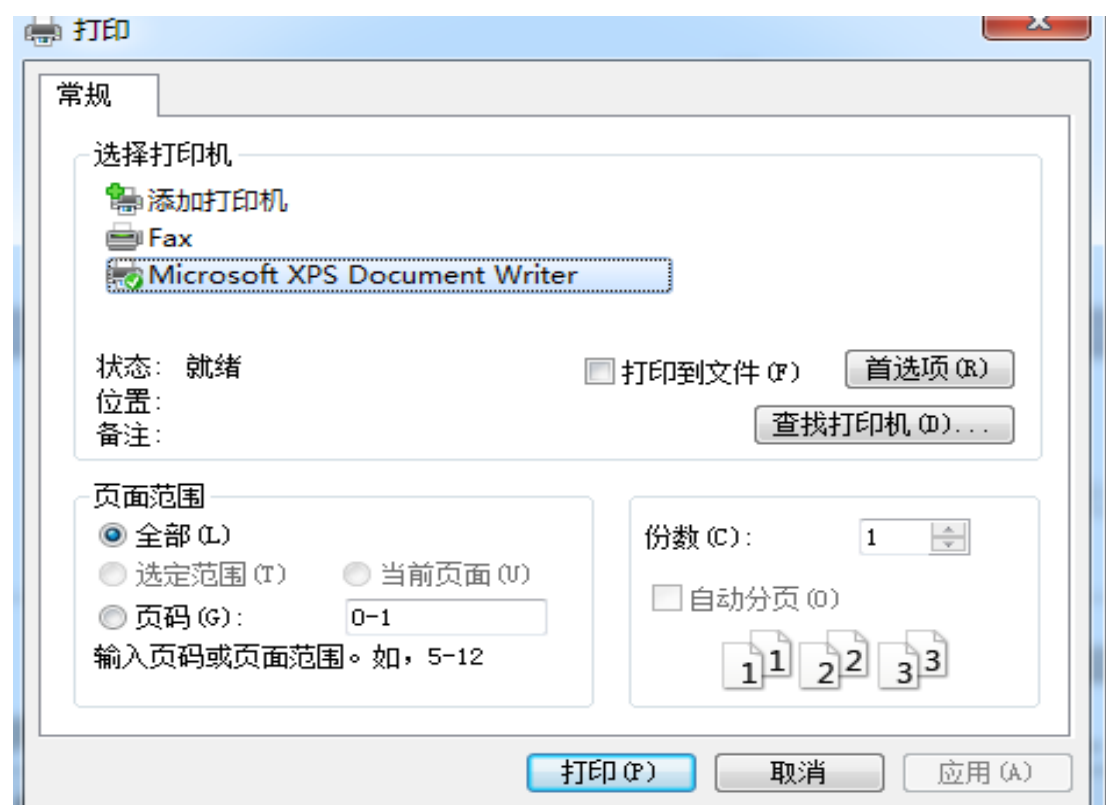 打印
常规
选择打印机
添加打印机
Fax
Microsoft XPS Document Writer
状态: 就绪
打印到文件(F)
首选项(R)
位置:
查找打印机(D)...
备注:
页面范围
全部(L)
选定范围(T)
当前页面(U)
页码(G):
0-1
输入页码或页面范围。如,5-12
份数(C):
1
自动分页(O)
1 1 2 2 3 3
打印(P)
取消
应用(A)